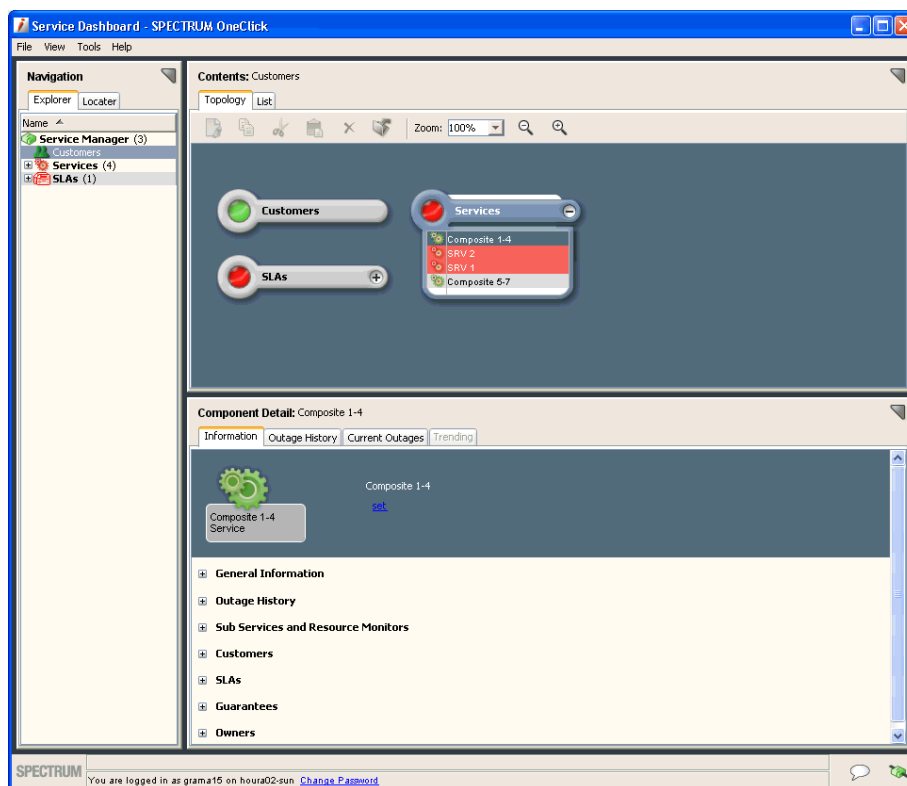 Service Dashboard - SPECTRUM OneClick
File View Tools Help
Navigation
Explorer Locater
Name
Service Manager (3)
Customers
Services (4)
SLAs (1)
Contents: Customers
Topology List
Zoom: 100%
Customers
Services
Composite 1-4
SRV 2
SRV 1
Composite 5-7
SLAs
Component Detail: Composite 1-4
Information Outage History Current Outages Trending
Composite 1-4
set
Composite 1-4
Service
General Information
Outage History
Sub Services and Resource Monitors
Customers
SLAs
Guarantees
Owners
SPECTRUM
You are logged in as grama15 on houra02-sun Change Password